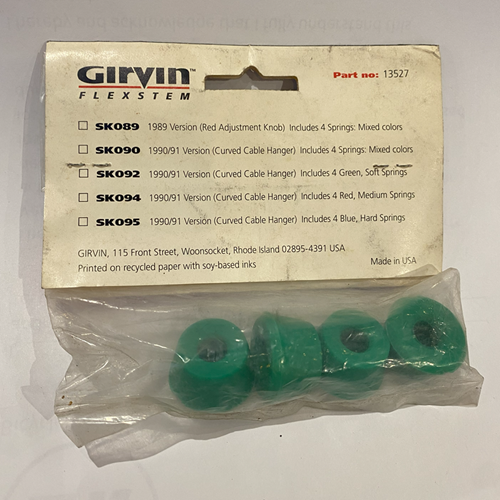 GIRVIN™
FLEXSTEM
Part no: 13527
SK089 1989 Version (Red Adjustment Knob) Includes 4 Springs: Mixed colors
SK090 1990/91 Version (Curved Cable Hanger) Includes 4 Springs: Mixed colors
SK092 1990/91 Version (Curved Cable Hanger) Includes 4 Green, Soft Springs
SK094 1990/91 Version (Curved Cable Hanger) Includes 4 Red, Medium Springs
SK095 1990/91 Version (Curved Cable Hanger) Includes 4 Blue, Hard Springs
GIRVIN, 115 Front Street, Woonsocket, Rhode Island 02895-4391 USA
Printed on recycled paper with soy-based inks
Made in USA